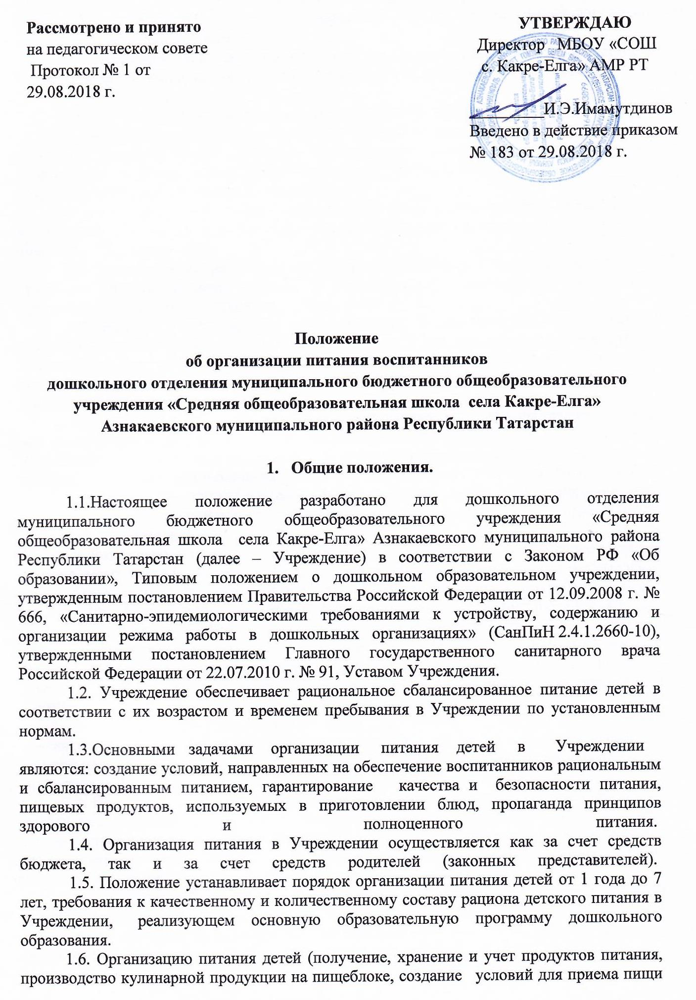 Рассмотрено и принято
на педагогическом совете
Протокол № 1 от
29.08.2018 г.
УТВЕРЖДАЮ
Директор МБОУ «СОШ
с. Какре-Елга» АМР РТ
__________И.Э.Имамутдинов
Введено в действие приказом
№ 183 от 29.08.2018 г.
Положение
об организации питания воспитанников
дошкольного отделения муниципального бюджетного общеобразовательного
учреждения «Средняя общеобразовательная школа села Какре-Елга»
Азнакаевского муниципального района Республики Татарстан
1. Общие положения.
1.1.Настоящее положение разработано для дошкольного отделения
муниципального бюджетного общеобразовательного учреждения «Средняя
общеобразовательная школа села Какре-Елга» Азнакаевского муниципального района
Республики Татарстан (далее – Учреждение) в соответствии с Законом РФ «Об
образовании», Типовым положением о дошкольном образовательном учреждении,
утвержденным постановлением Правительства Российской Федерации от 12.09.2008 г. №
666, «Санитарно-эпидемиологическими требованиями к устройству, содержанию и
организации режима работы в дошкольных организациях» (СанПиН 2.4.1.2660-10),
утвержденными постановлением Главного государственного санитарного врача
Российской Федерации от 22.07.2010 г. № 91, Уставом Учреждения.
1.2. Учреждение обеспечивает рациональное сбалансированное питание детей в
соответствии с их возрастом и временем пребывания в Учреждении по установленным
нормам.
1.3.Основными задачами организации питания детей в Учреждении
являются: создание условий, направленных на обеспечение воспитанников рациональным
и сбалансированным питанием, гарантирование качества и безопасности питания,
пищевых продуктов, используемых в приготовлении блюд, пропаганда принципов
здорового и полноценного питания.
1.4. Организация питания в Учреждении осуществляется как за счет средств
бюджета, так и за счет средств родителей (законных представителей).
1.5. Положение устанавливает порядок организации питания детей от 1 года до 7
лет, требования к качественному и количественному составу рациона детского питания в
Учреждении, реализующем основную образовательную программу дошкольного
образования.
1.6. Организацию питания детей (получение, хранение и учет продуктов питания,
производство кулинарной продукции на пищеблоке, создание условий для приема пищи